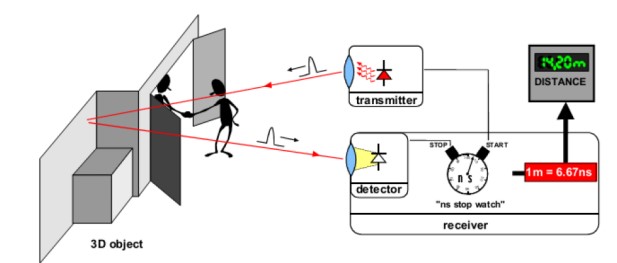 14,20m
DISTANCE
transmitter
STOP
START
1m = 6.67ns
ns
detector
"ns stop watch"
receiver
3D object